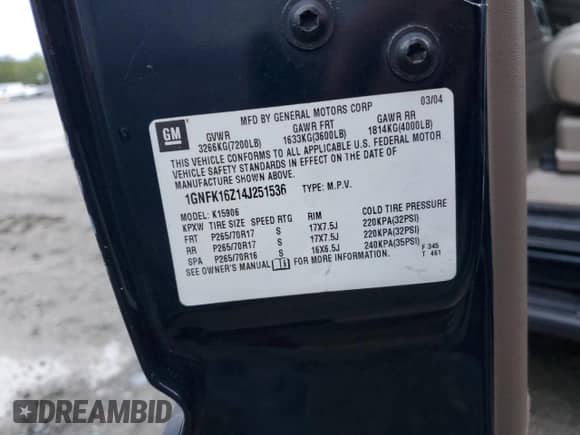 MFD BY GENERAL MOTORS CORP 03/04
GM
GVWR GAWR FRT GAWR RR
3266KG(7200LB) 1633KG(3600LB) 1814KG(4000LB)
THIS VEHICLE CONFORMS TO ALL APPLICABLE U.S. FEDERAL MOTOR
VEHICLE SAFETY STANDARDS IN EFFECT ON THE DATE OF
MANUFACTURE SHOWN ABOVE.
1GNFK16Z14J251536 TYPE: M.P.V.
MODEL: K15906
KPXW TIRE SIZE SPEED RTG RIM COLD TIRE PRESSURE
FRT P265/70R17 S 17X7.5J 220KPA(32PSI)
RR P265/70R17 S 17X7.5J 220KPA(32PSI)
SPA P265/70R16 S 16X6.5J 240KPA(35PSI) F 345
SEE OWNER'S MANUAL FOR MORE INFORMATION. T 461
DREAMBID